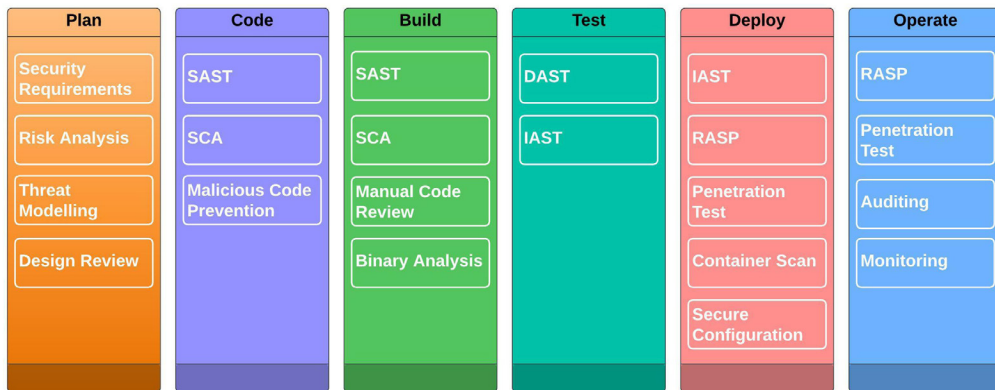 Plan
Security
Requirements
Risk Analysis
Threat
Modelling
Design Review
Code
SAST
SCA
Malicious Code
Prevention
Build
SAST
SCA
Manual Code
Review
Binary Analysis
Test
DAST
IAST
Deploy
IAST
RASP
Penetration
Test
Container Scan
Secure
Configuration
Operate
RASP
Penetration
Test
Auditing
Monitoring